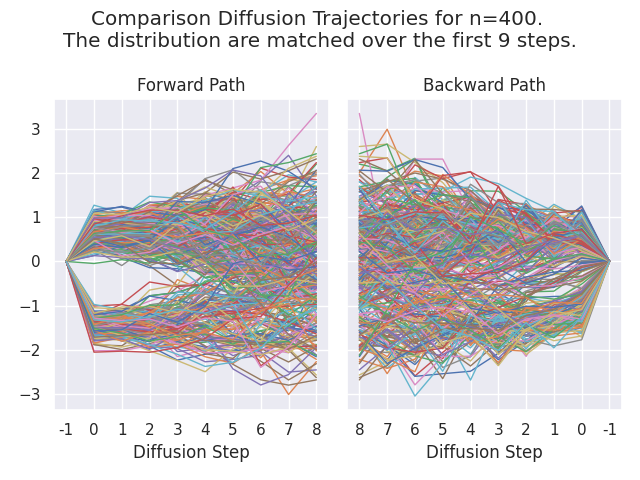 Comparison Diffusion Trajectories for n=400.
The distribution are matched over the first 9 steps.
Forward Path
Backward Path
3
2
1
0
−1
−2
−3
-1 0 1 2 3 4 5 6 7 8
8 7 6 5 4 3 2 1 0 -1
Diffusion Step
Diffusion Step